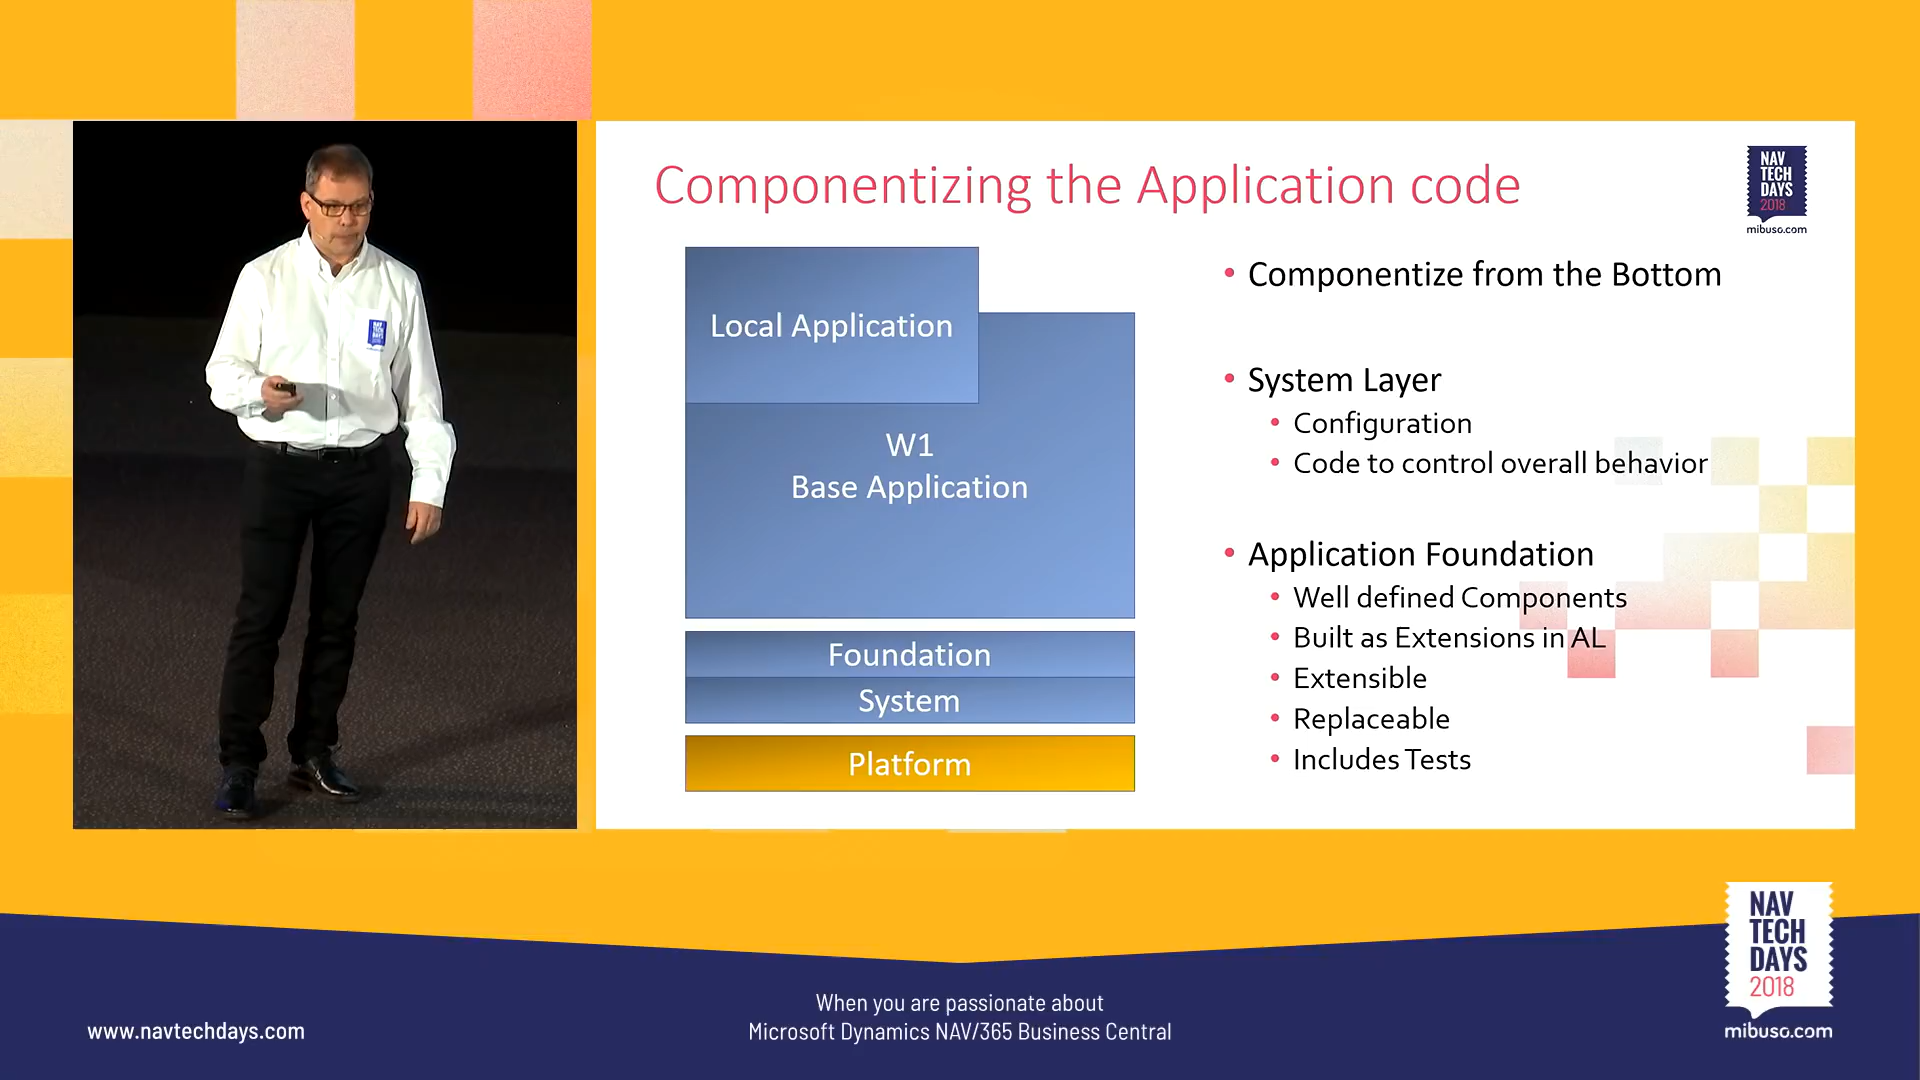 Componentizing the Application code
NAV
TECH
DAYS
2018
mibuso.com
Local Application
W1
Base Application
Foundation
System
Platform
• Componentize from the Bottom
• System Layer
• Configuration
• Code to control overall behavior
• Application Foundation
• Well defined Components
• Built as Extensions in AL
• Extensible
• Replaceable
• Includes Tests
NAV
TECH
DAYS
www.navtechdays.com
When you are passionate about
Microsoft Dynamics NAV/365 Business Central
NAV
TECH
DAYS
2018
mibuso.com